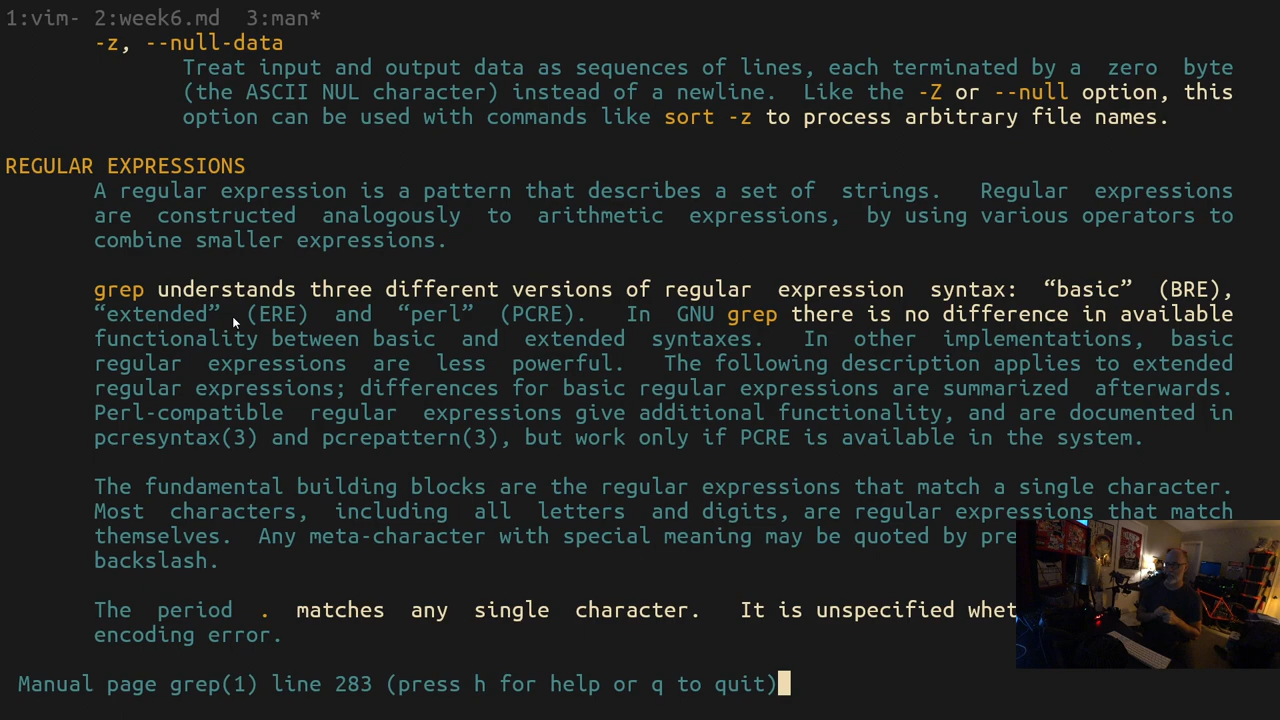 1:vim- 2:week6.md 3:man*
-z, --null-data
Treat input and output data as sequences of lines, each terminated by a zero byte
(the ASCII NUL character) instead of a newline. Like the -Z or --null option, this
option can be used with commands like sort -z to process arbitrary file names.
REGULAR EXPRESSIONS
A regular expression is a pattern that describes a set of strings. Regular expressions
are constructed analogously to arithmetic expressions, by using various operators to
combine smaller expressions.
grep understands three different versions of regular expression syntax: “basic” (BRE),
“extended” (ERE) and “perl” (PCRE). In GNU grep there is no difference in available
functionality between basic and extended syntaxes. In other implementations, basic
regular expressions are less powerful. The following description applies to extended
regular expressions; differences for basic regular expressions are summarized afterwards.
Perl-compatible regular expressions give additional functionality, and are documented in
pcresyntax(3) and pcrepattern(3), but work only if PCRE is available in the system.
The fundamental building blocks are the regular expressions that match a single character.
Most characters, including all letters and digits, are regular expressions that match
themselves. Any meta-character with special meaning may be quoted by pre
backslash.
The period . matches any single character. It is unspecified whet
encoding error.
Manual page grep(1) line 283 (press h for help or q to quit)